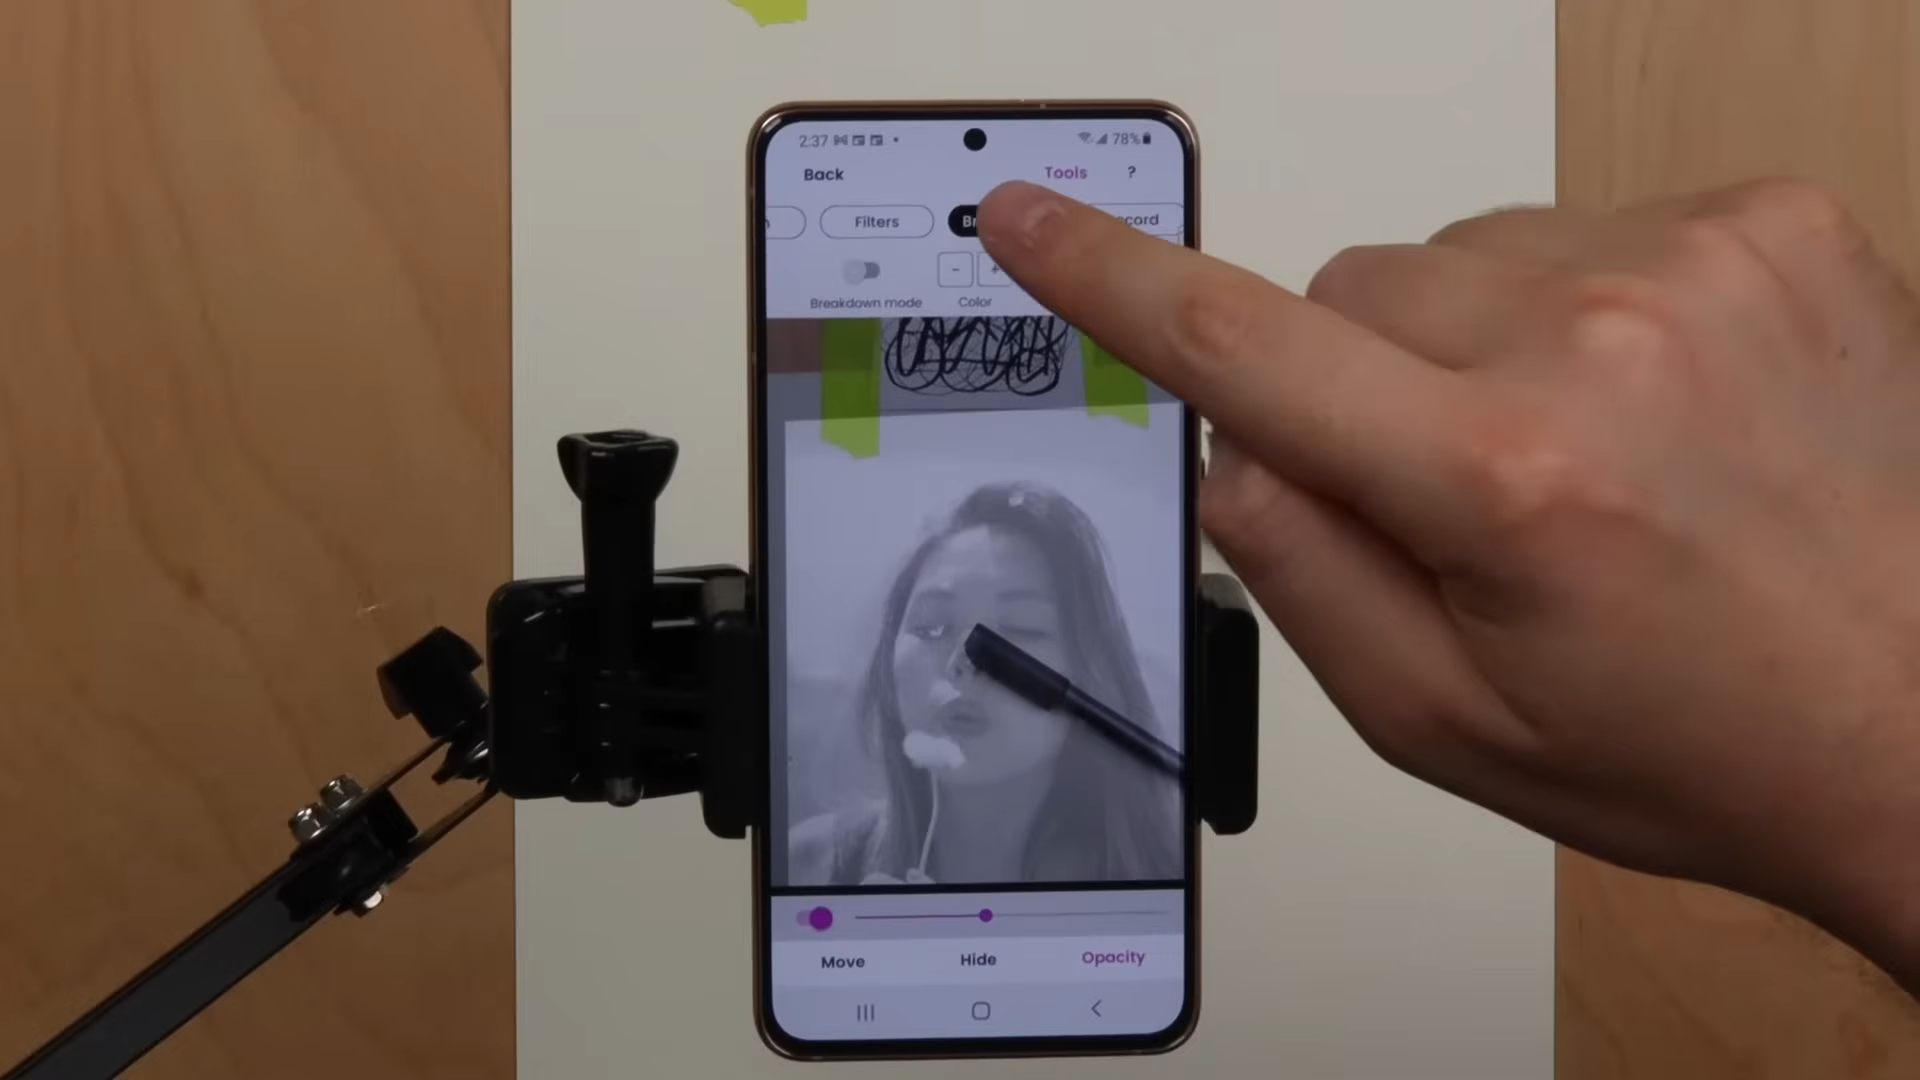 2:37 78%
Back Tools ?
Filters
- +
Breakdown mode Color
Move Hide Opacity